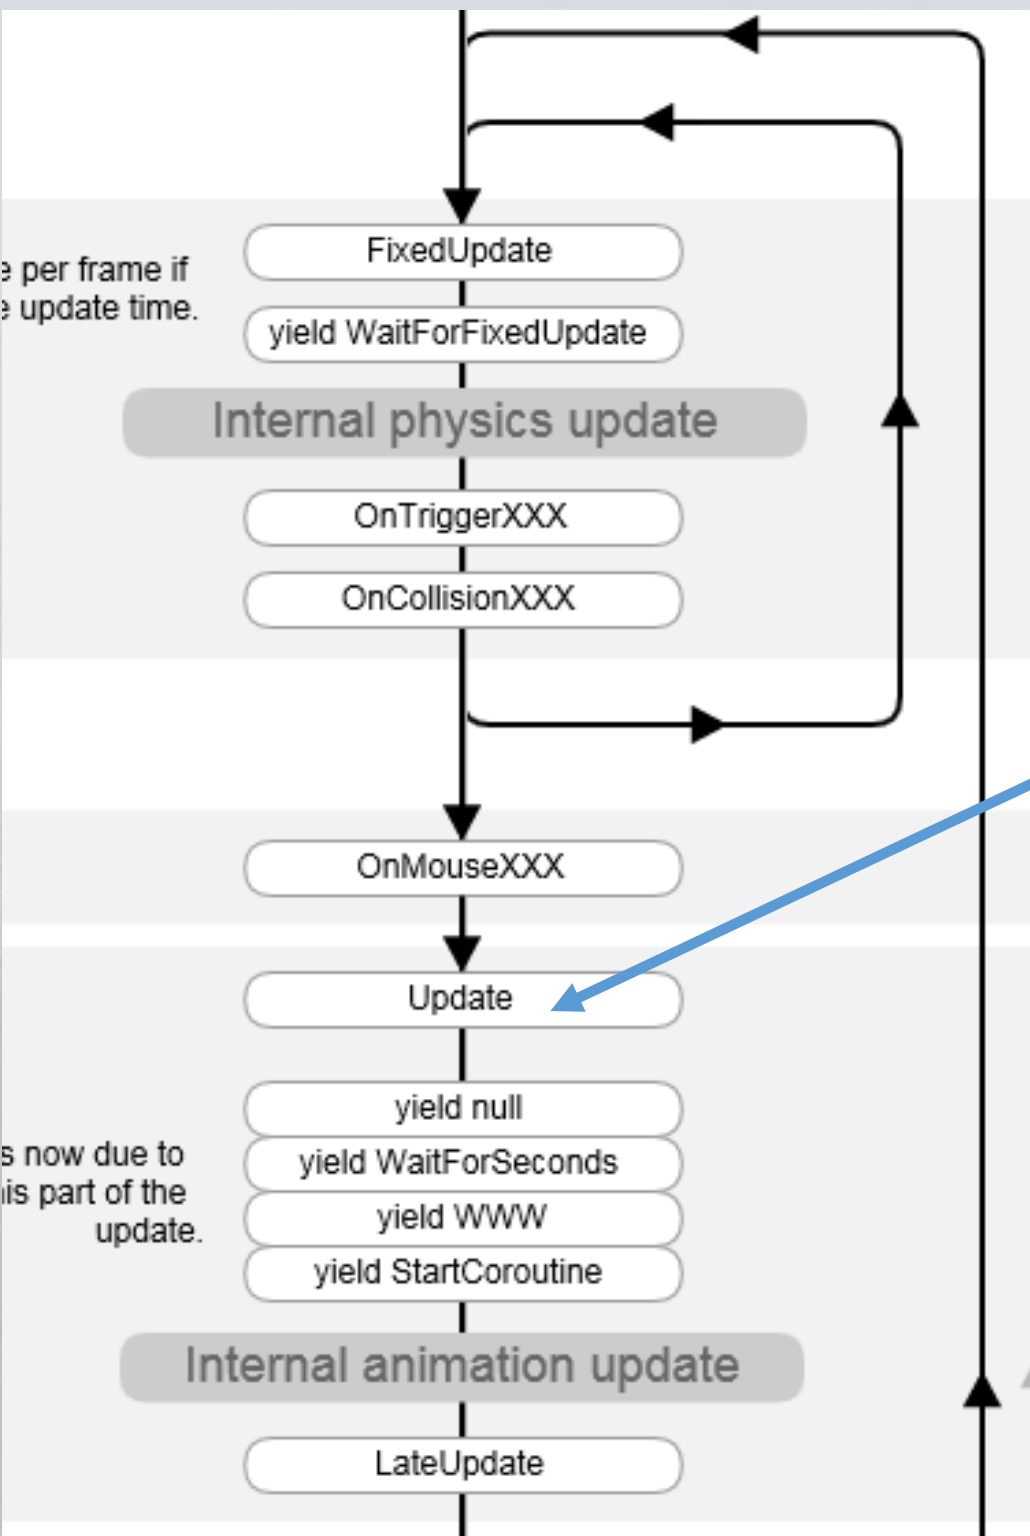 FixedUpdate
e per frame if
e update time.
yield WaitForFixedUpdate
Internal physics update
OnTriggerXXX
OnCollisionXXX
OnMouseXXX
Update
yield null
s now due to
yield WaitForSeconds
his part of the
yield WWW
update.
yield StartCoroutine
Internal animation update
LateUpdate